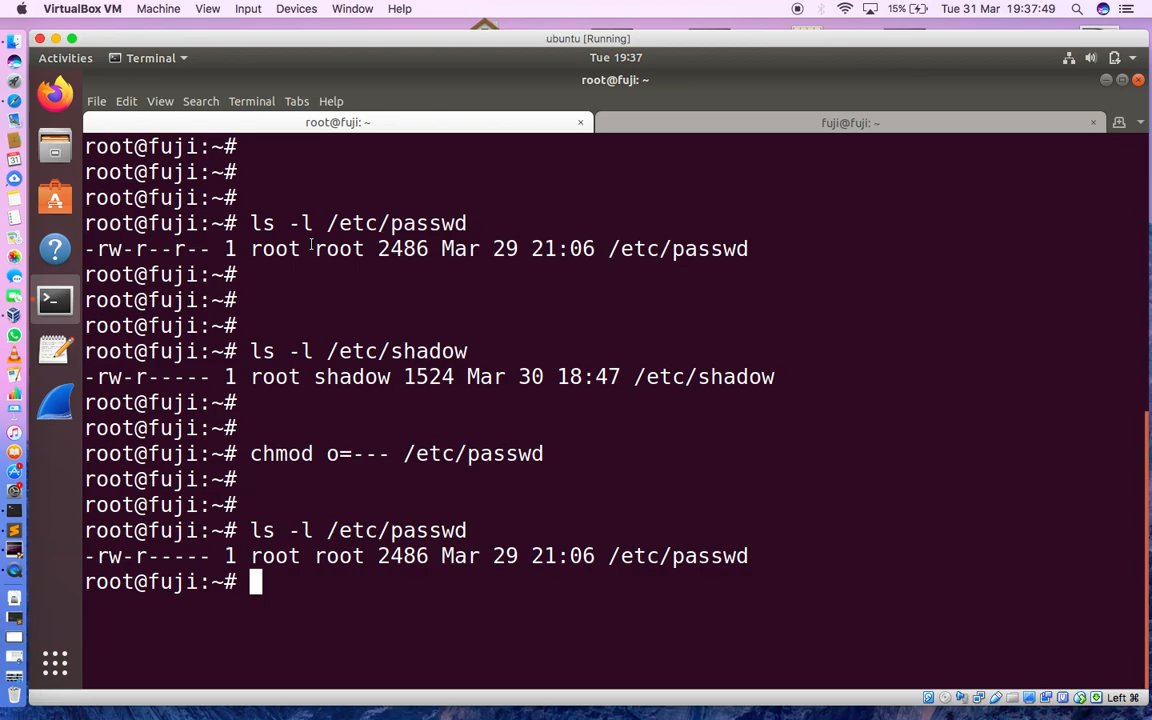 VirtualBox VM Machine View Input Devices Window Help 15% Tue 31 Mar 19:37:49
ubuntu [Running]
Activities Terminal Tue 19:37
root@fuji: ~
File Edit View Search Terminal Tabs Help
root@fuji: ~ × fuji@fuji: ~ ×
root@fuji:~#
root@fuji:~#
root@fuji:~#
root@fuji:~# ls -l /etc/passwd
-rw-r--r-- 1 root root 2486 Mar 29 21:06 /etc/passwd
root@fuji:~#
root@fuji:~#
root@fuji:~#
root@fuji:~# ls -l /etc/shadow
-rw-r----- 1 root shadow 1524 Mar 30 18:47 /etc/shadow
root@fuji:~#
root@fuji:~#
root@fuji:~# chmod o=--- /etc/passwd
root@fuji:~#
root@fuji:~#
root@fuji:~# ls -l /etc/passwd
-rw-r----- 1 root root 2486 Mar 29 21:06 /etc/passwd
root@fuji:~#
Left ⌘